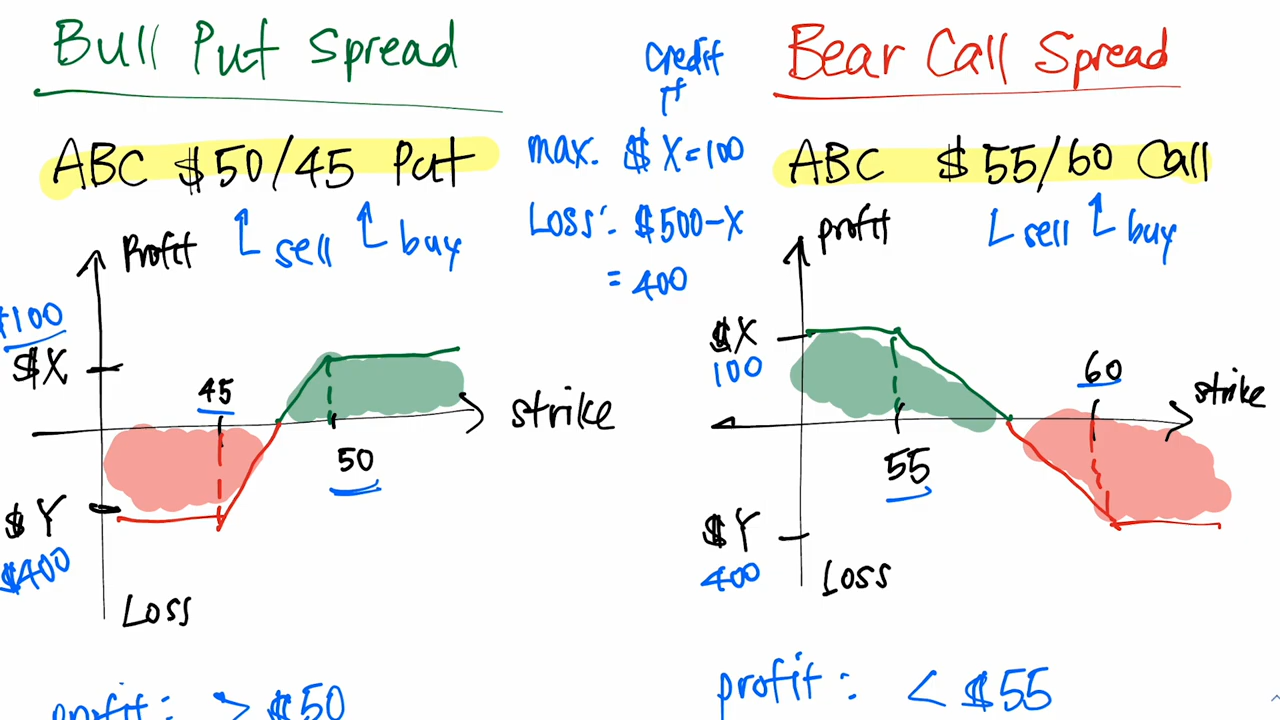 Bull Put Spread
ABC $50/45 Put
sell buy
Profit
+100
$X
45
strike
50
$Y
$400
Loss
profit: > $50
Credit
max. $ X=100
Loss: $500-X
= 400
Bear Call Spread
ABC $55/60 Call
sell buy
profit
$X
100
60
strike
55
$Y
400
Loss
profit: < $55